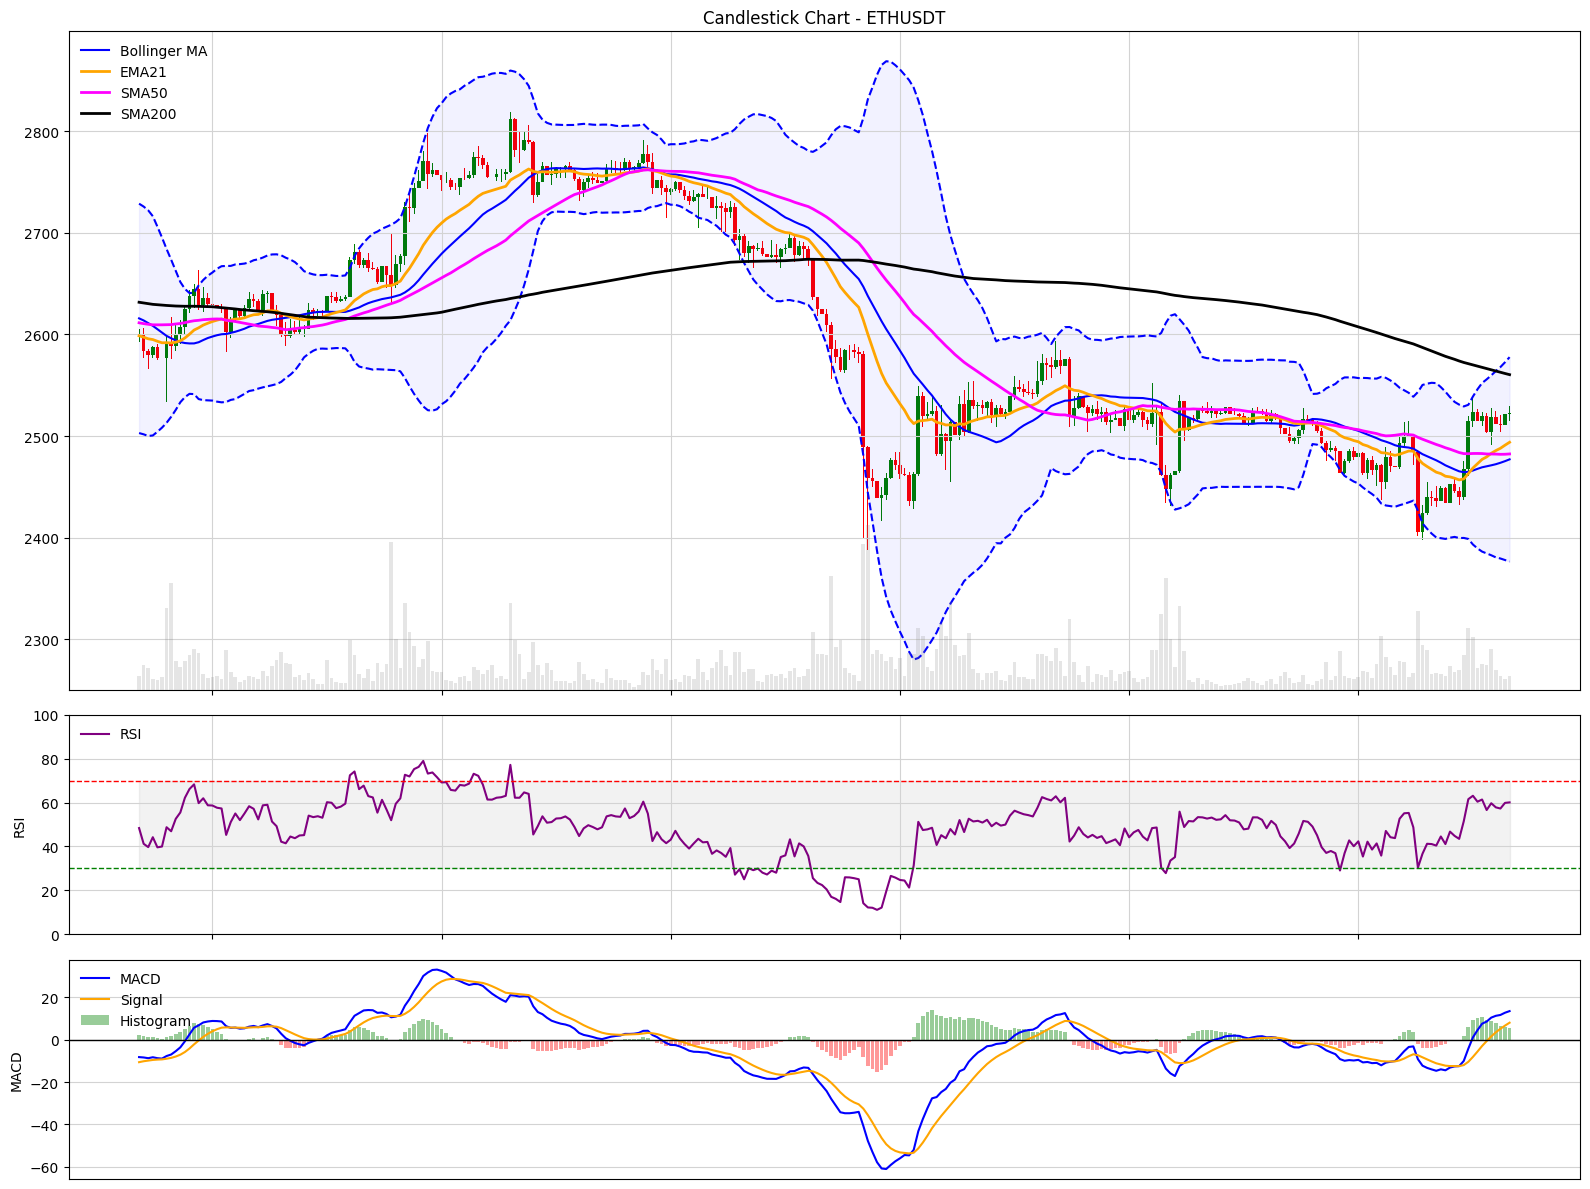 Candlestick Chart - ETHUSDT
Bollinger MA
EMA21
SMA50
SMA200
2800
2700
2600
2500
2400
2300
RSI
100
80
60
40
20
0
RSI
MACD
Signal
Histogram
20
0
−20
−40
−60
MACD